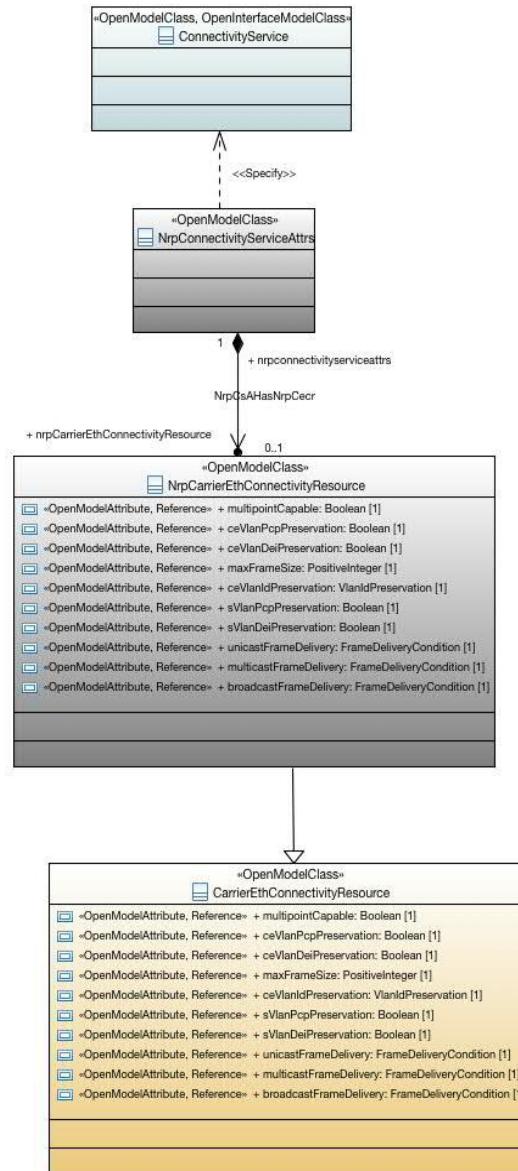 «OpenModelClass, OpenInterfaceModelClass»
ConnectivityService
<<Specify>>
«OpenModelClass»
NrpConnectivityServiceAttrs
1
+ nrpconnectivityserviceattrs
NrpCsAHasNrpCecr
+ nrpCarrierEthConnectivityResource
0..1
«OpenModelClass»
NrpCarrierEthConnectivityResource
«OpenModelAttribute, Reference» + multipointCapable: Boolean [1]
«OpenModelAttribute, Reference» + ceVlanPcpPreservation: Boolean [1]
«OpenModelAttribute, Reference» + ceVlanDeiPreservation: Boolean [1]
«OpenModelAttribute, Reference» + maxFrameSize: PositiveInteger [1]
«OpenModelAttribute, Reference» + ceVlanIdPreservation: VlanIdPreservation [1]
«OpenModelAttribute, Reference» + sVlanPcpPreservation: Boolean [1]
«OpenModelAttribute, Reference» + sVlanDeiPreservation: Boolean [1]
«OpenModelAttribute, Reference» + unicastFrameDelivery: FrameDeliveryCondition [1]
«OpenModelAttribute, Reference» + multicastFrameDelivery: FrameDeliveryCondition [1]
«OpenModelAttribute, Reference» + broadcastFrameDelivery: FrameDeliveryCondition [1]
«OpenModelClass»
CarrierEthConnectivityResource
«OpenModelAttribute, Reference» + multipointCapable: Boolean [1]
«OpenModelAttribute, Reference» + ceVlanPcpPreservation: Boolean [1]
«OpenModelAttribute, Reference» + ceVlanDeiPreservation: Boolean [1]
«OpenModelAttribute, Reference» + maxFrameSize: PositiveInteger [1]
«OpenModelAttribute, Reference» + ceVlanIdPreservation: VlanIdPreservation [1]
«OpenModelAttribute, Reference» + sVlanPcpPreservation: Boolean [1]
«OpenModelAttribute, Reference» + sVlanDeiPreservation: Boolean [1]
«OpenModelAttribute, Reference» + unicastFrameDelivery: FrameDeliveryCondition [1]
«OpenModelAttribute, Reference» + multicastFrameDelivery: FrameDeliveryCondition [1]
«OpenModelAttribute, Reference» + broadcastFrameDelivery: FrameDeliveryCondition [1